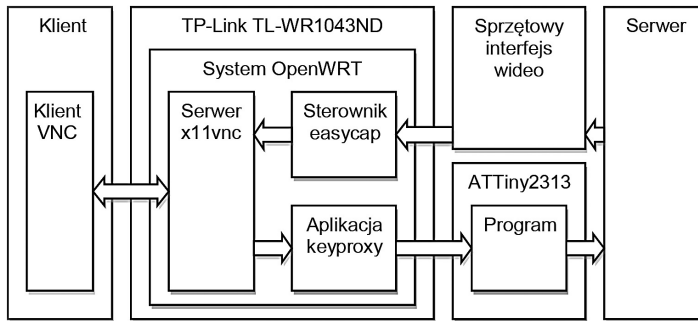 Klient
TP-Link TL-WR1043ND
Sprzętowy
interfejs
wideo
Serwer
System OpenWRT
Klient
VNC
Serwer
x11vnc
Sterownik
easycap
ATTiny2313
Aplikacja
keyproxy
Program